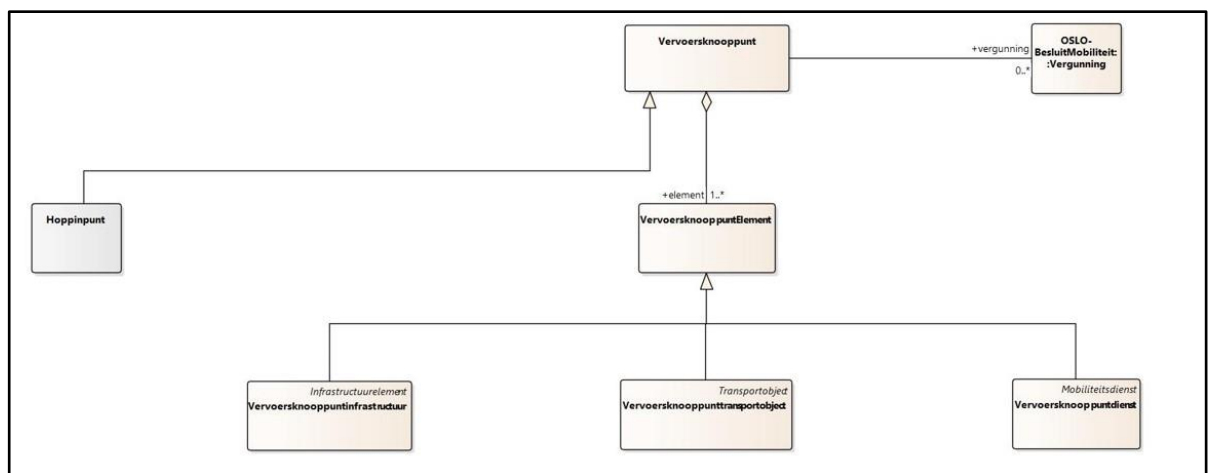 Vervoersknooppunt
+vergunning
0..*
OSLO-
BesluitMobiliteit:
:Vergunning
+element 1..*
Hoppinpunt
VervoersknooppuntElement
Infrastructuurelement
Vervoersknooppuntinfrastructuur
Transportobject
Vervoersknooppunttransportobject
Mobiliteitsdienst
Vervoersknooppuntdienst